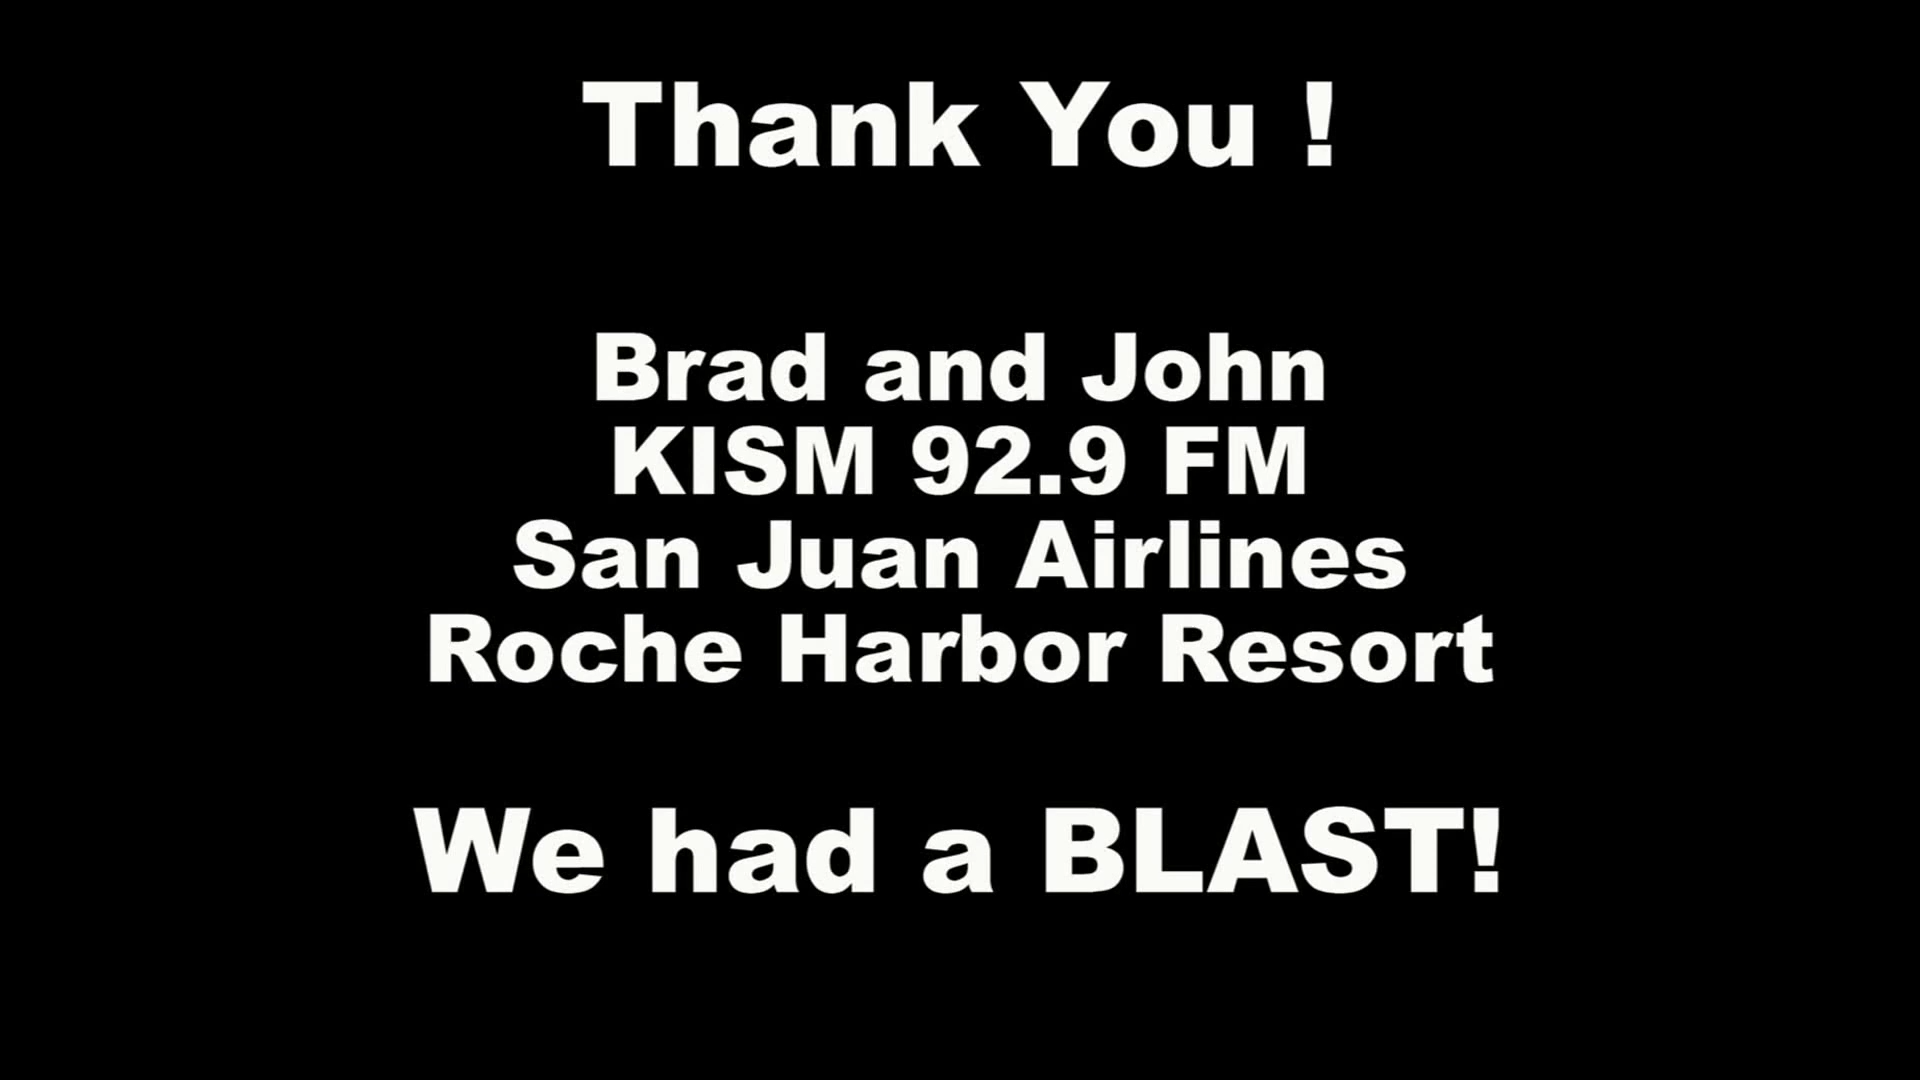 Thank You !
Brad and John
KISM 92.9 FM
San Juan Airlines
Roche Harbor Resort
We had a BLAST!